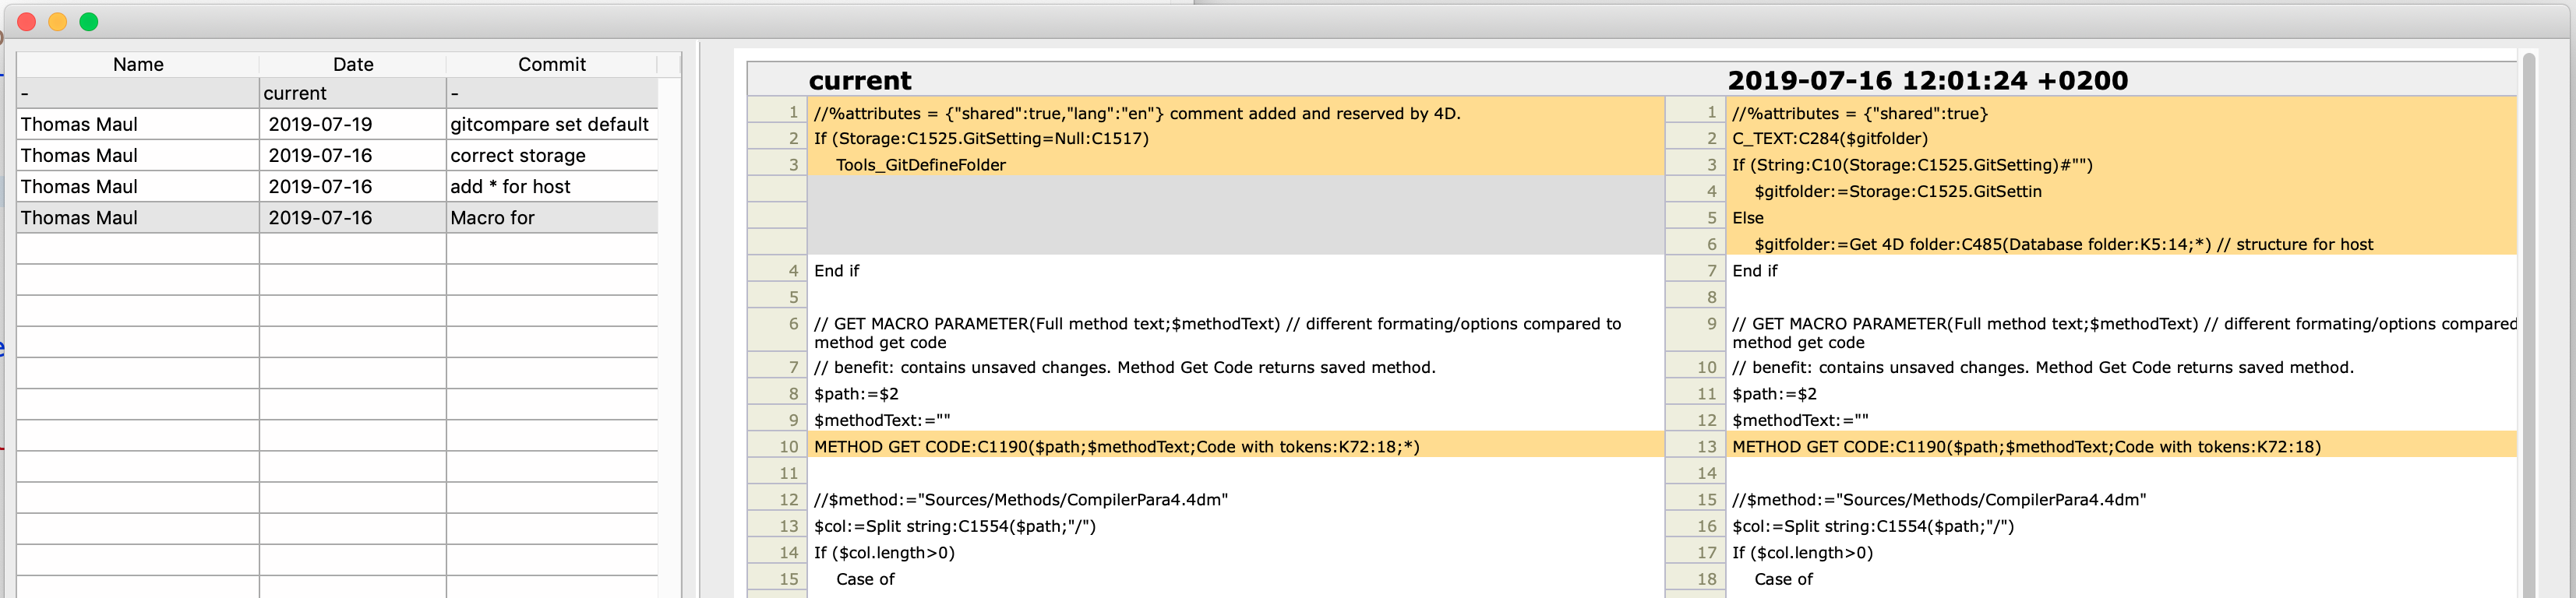 Name Date Commit
- current -
Thomas Maul 2019-07-19 gitcompare set default
Thomas Maul 2019-07-16 correct storage
Thomas Maul 2019-07-16 add * for host
Thomas Maul 2019-07-16 Macro for
current
1 //%attributes = {"shared":true,"lang":"en"} comment added and reserved by 4D.
2 If (Storage:C1525.GitSetting=Null:C1517)
3 Tools_GitDefineFolder
4 End if
5
6 // GET MACRO PARAMETER(Full method text;$methodText) // different formating/options compared to
method get code
7 // benefit: contains unsaved changes. Method Get Code returns saved method.
8 $path:=$2
9 $methodText:=""
10 METHOD GET CODE:C1190($path;$methodText;Code with tokens:K72:18;*)
11
12 //$method:="Sources/Methods/CompilerPara4.4dm"
13 $col:=Split string:C1554($path;"/")
14 If ($col.length>0)
15 Case of
2019-07-16 12:01:24 +0200
1 //%attributes = {"shared":true}
2 C_TEXT:C284($gitfolder)
3 If (String:C10(Storage:C1525.GitSetting)#"")
4 $gitfolder:=Storage:C1525.GitSettin
5 Else
6 $gitfolder:=Get 4D folder:C485(Database folder:K5:14;*) // structure for host
7 End if
8
9 // GET MACRO PARAMETER(Full method text;$methodText) // different formating/options compared
method get code
10 // benefit: contains unsaved changes. Method Get Code returns saved method.
11 $path:=$2
12 $methodText:=""
13 METHOD GET CODE:C1190($path;$methodText;Code with tokens:K72:18)
14
15 //$method:="Sources/Methods/CompilerPara4.4dm"
16 $col:=Split string:C1554($path;"/")
17 If ($col.length>0)
18 Case of